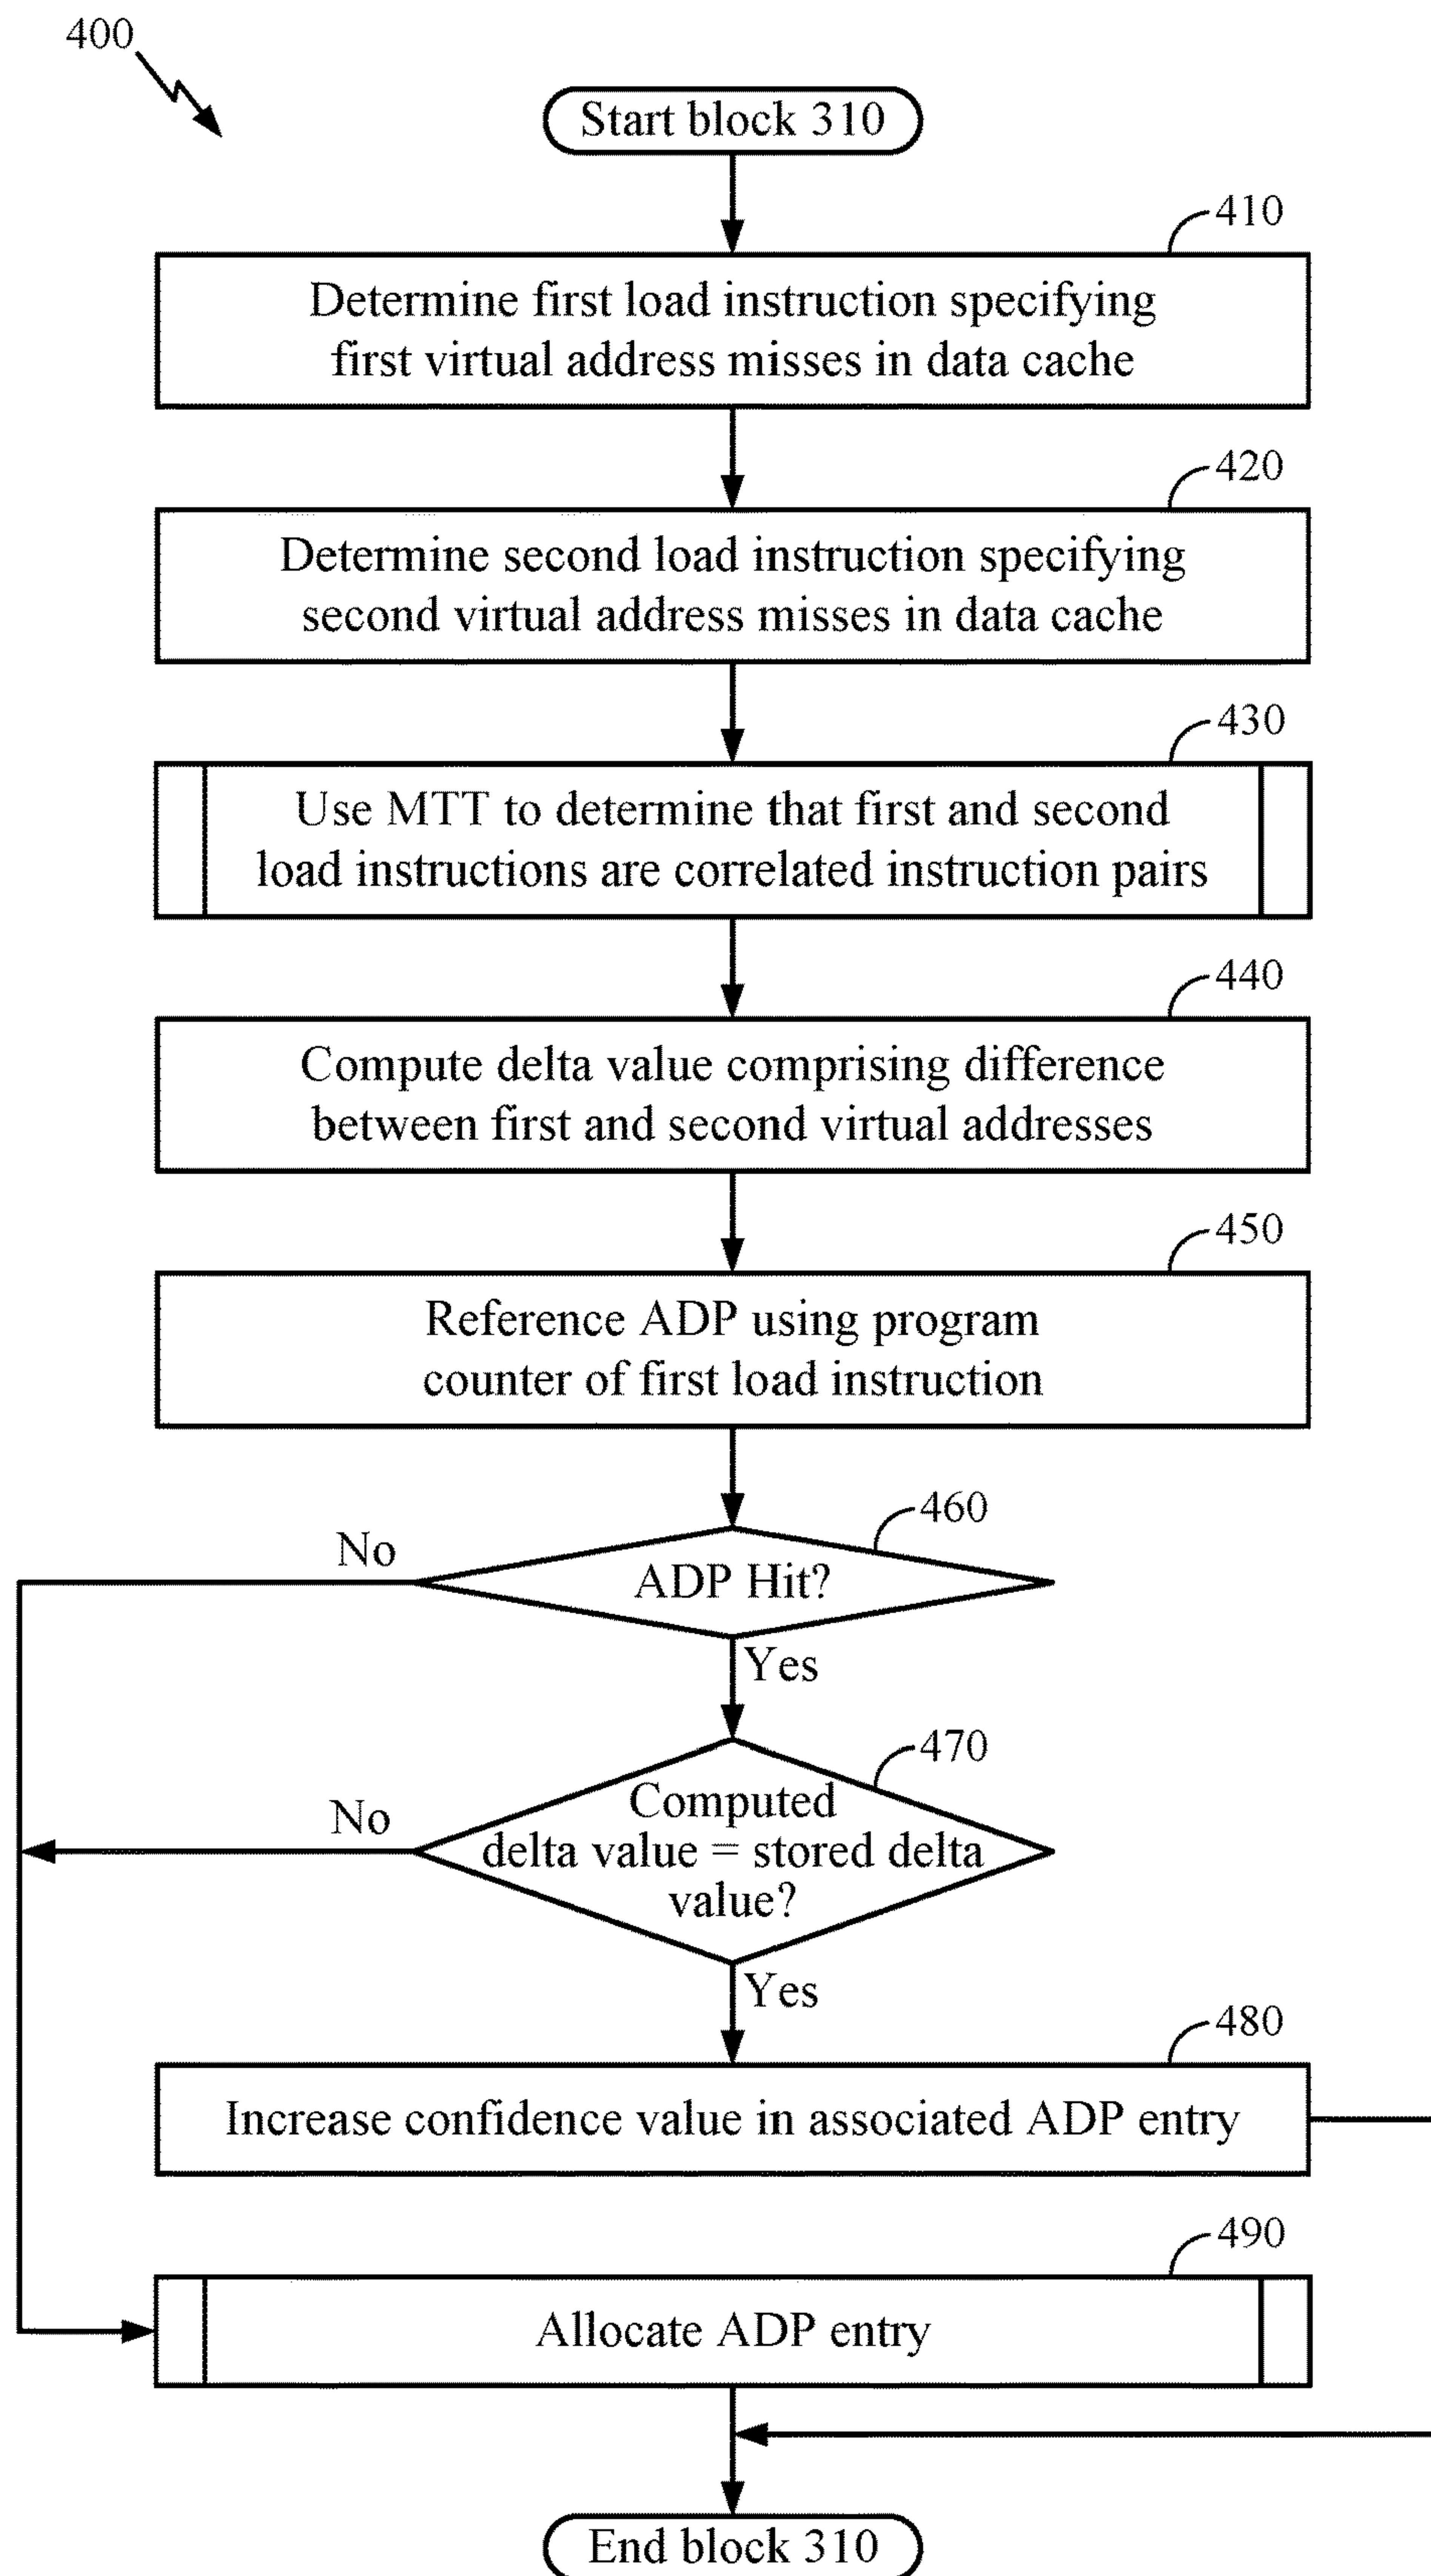 400
Start block 310
410
Determine first load instruction specifying
first virtual address misses in data cache
420
Determine second load instruction specifying
second virtual address misses in data cache
430
Use MTT to determine that first and second
load instructions are correlated instruction pairs
440
Compute delta value comprising difference
between first and second virtual addresses
450
Reference ADP using program
counter of first load instruction
460
No
ADP Hit?
Yes
470
No
Computed
delta value = stored delta
value?
Yes
480
Increase confidence value in associated ADP entry
490
Allocate ADP entry
End block 310